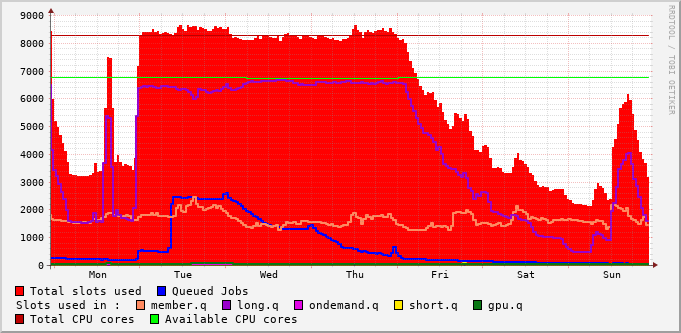 9000
8000
7000
6000
5000
4000
3000
2000
1000
0
Mon Tue Wed Thu Fri Sat Sun
RRDTOOL / TOBI OETIKER
Total slots used Queued Jobs
Slots used in : member.q long.q ondemand.q short.q gpu.q
Total CPU cores Available CPU cores